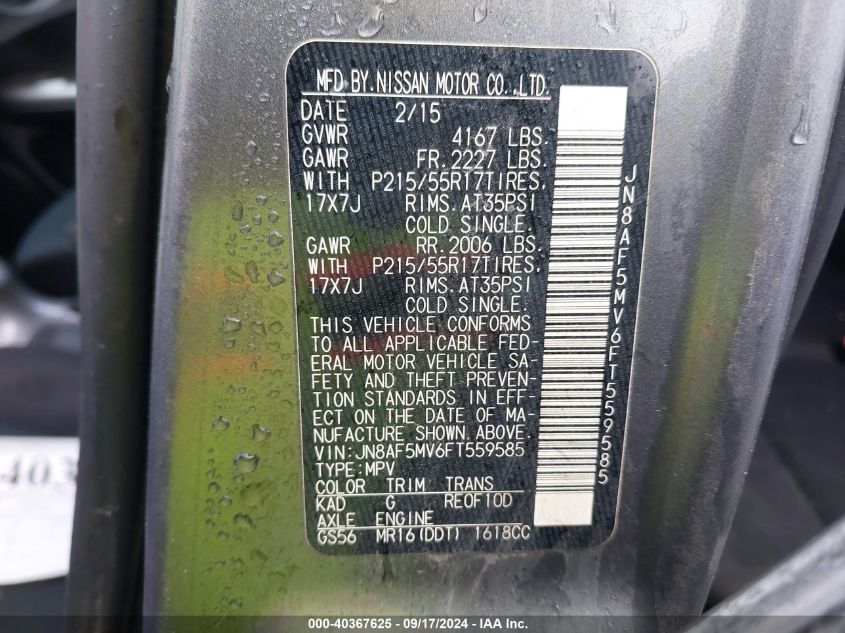 MFD BY.NISSAN MOTOR CO.,LTD.
DATE 2/15
GVWR 4167 LBS.
GAWR FR.2227 LBS.
WITH P215/55R17TIRES.
17X7J RIMS.AT35PSI
COLD SINGLE.
GAWR RR.2006 LBS.
WITH P215/55R17TIRES.
17X7J RIMS.AT35PSI
COLD SINGLE.
THIS VEHICLE CONFORMS
TO ALL APPLICABLE FED-
ERAL MOTOR VEHICLE SA-
FETY AND THEFT PREVEN-
TION STANDARDS IN EFF-
ECT ON THE DATE OF MA-
NUFACTURE SHOWN ABOVE.
VIN:JN8AF5MV6FT559585
TYPE:MPV
COLOR TRIM TRANS
KAD G RE0F10D
AXLE ENGINE
GS56 MR16(DDT) 1618CC
JN8AF5MV6FT559585
403
000-40367625 - 09/17/2024 - IAAI.com